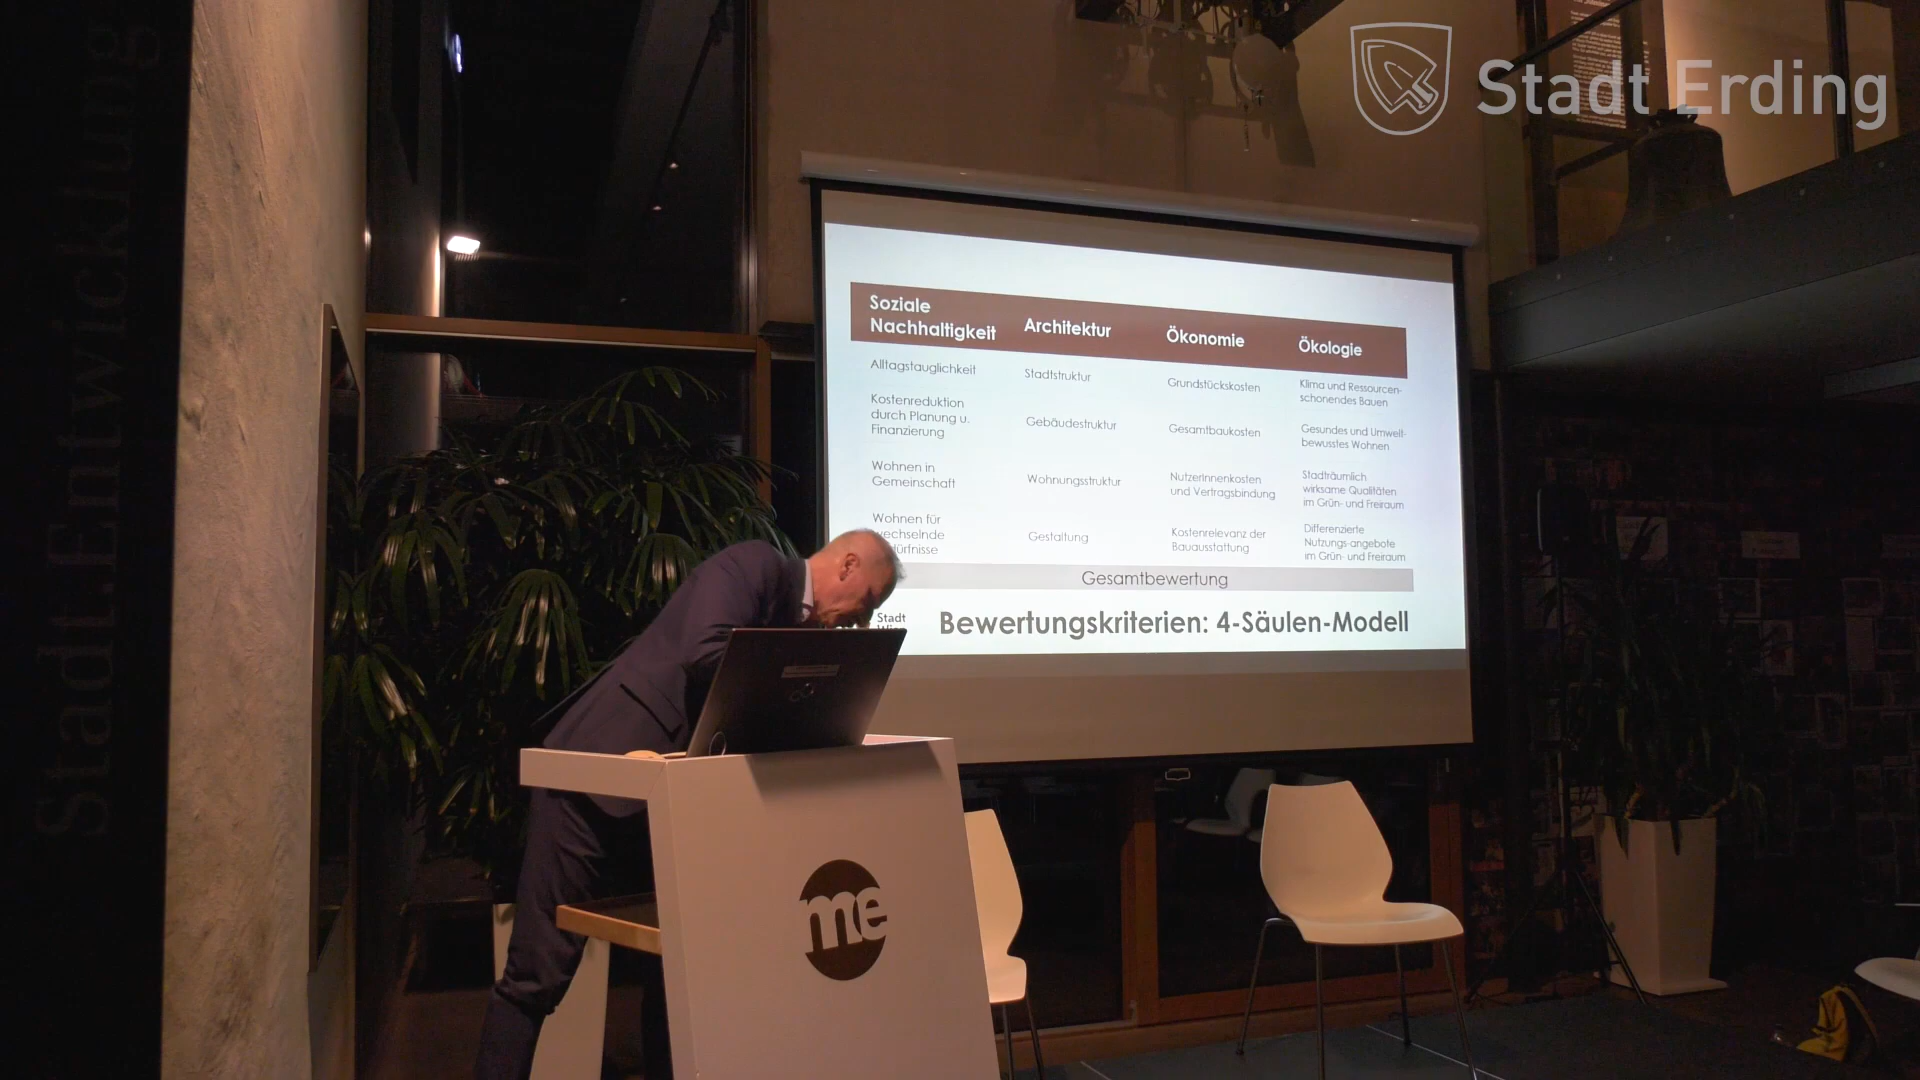 Stadt Erding
StadtEntwicklung
Soziale
Nachhaltigkeit
Architektur
Ökonomie
Ökologie
Alltagstauglichkeit
Stadtstruktur
Grundstückskosten
Klima und Ressourcen-
schonendes Bauen
Kostenreduktion
durch Planung u.
Finanzierung
Gebäudestruktur
Gesamtbaukosten
Gesundes und Umwelt-
bewusstes Wohnen
Wohnen in
Gemeinschaft
Wohnungsstruktur
NutzerInnenkosten
und Vertragsbindung
Stadträumlich
wirksame Qualitäten
im Grün- und Freiraum
Wohnen für
wechselnde
Gestaltung
Kostenrelevanz der
Bauausstattung
Differenzierte
Nutzungs-angebote
im Grün- und Freiraum
Gesamtbewertung
Stadt
Bewertungskriterien: 4-Säulen-Modell
me